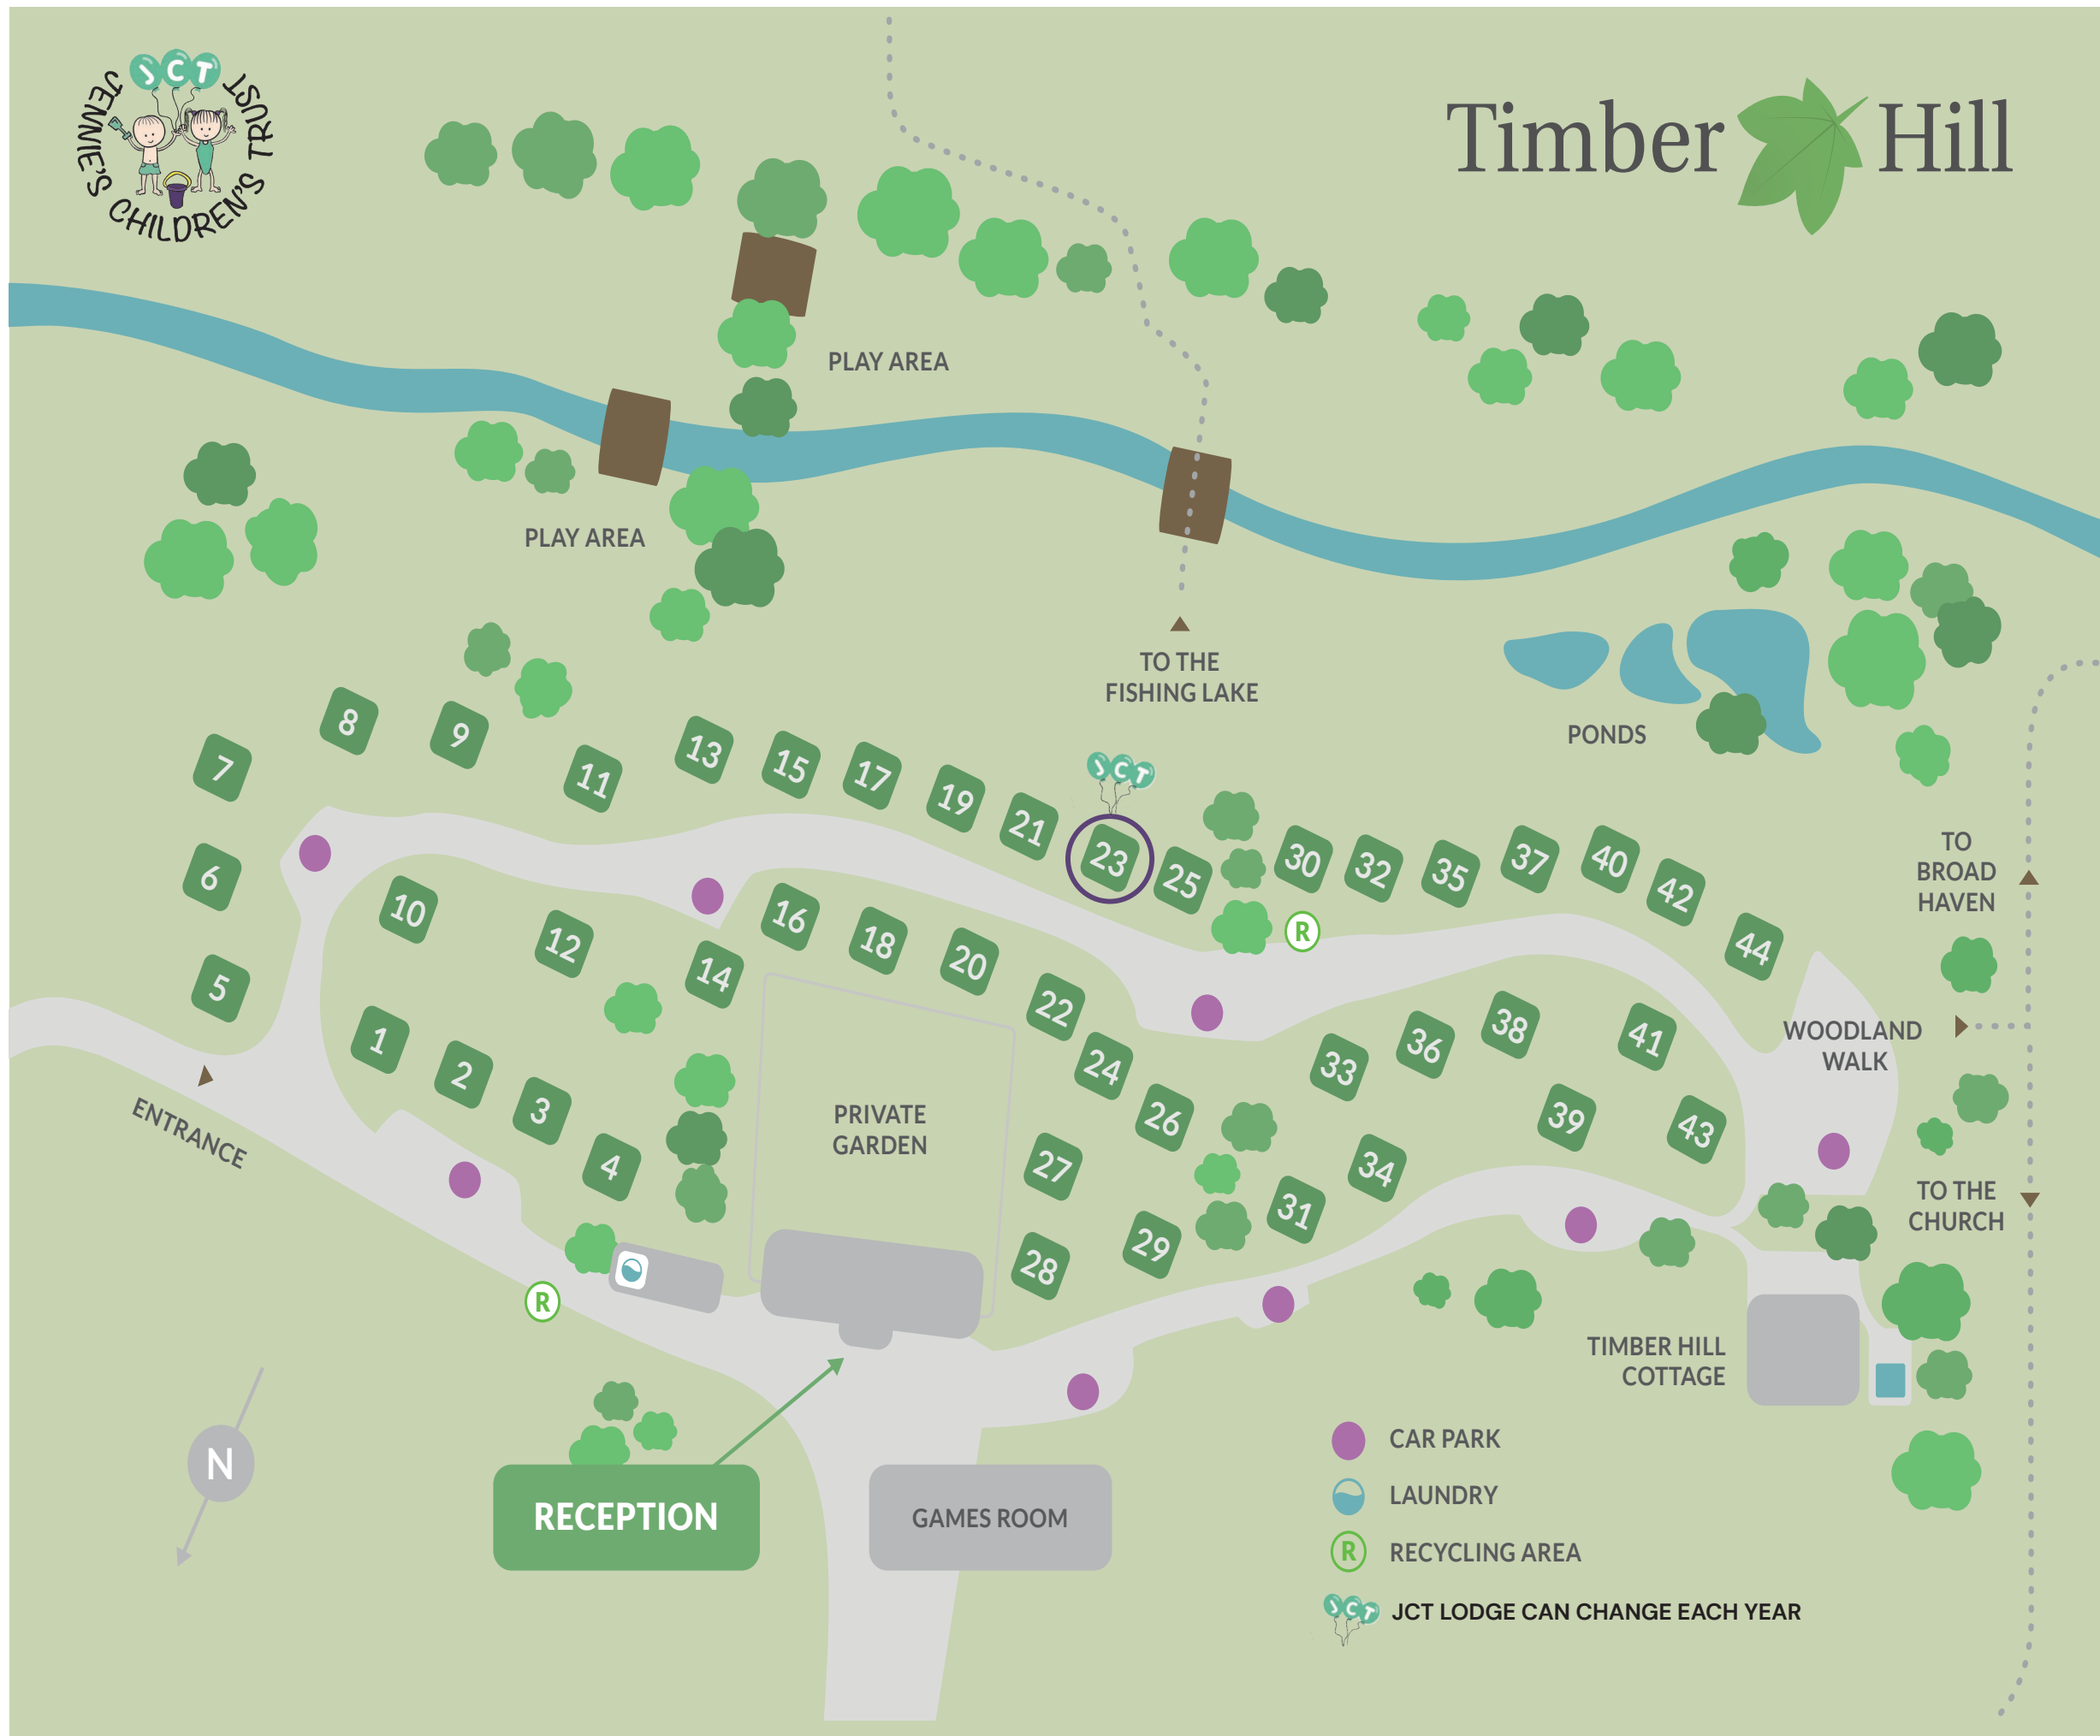 JCT
JENNIE'S CHILDREN'S TRUST
Timber Hill
PLAY AREA
PLAY AREA
TO THE
FISHING LAKE
PONDS
8
9
7
13
15
17
11
19
JCT
21
23
25
30
32
35
37
40
42
44
6
10
12
16
18
20
14
R
TO
BROAD
HAVEN
5
1
2
3
4
22
24
26
27
28
29
31
33
34
36
38
39
41
43
WOODLAND
WALK
ENTRANCE
PRIVATE
GARDEN
TO THE
CHURCH
R
TIMBER HILL
COTTAGE
N
RECEPTION
GAMES ROOM
CAR PARK
LAUNDRY
R RECYCLING AREA
JCT JCT LODGE CAN CHANGE EACH YEAR